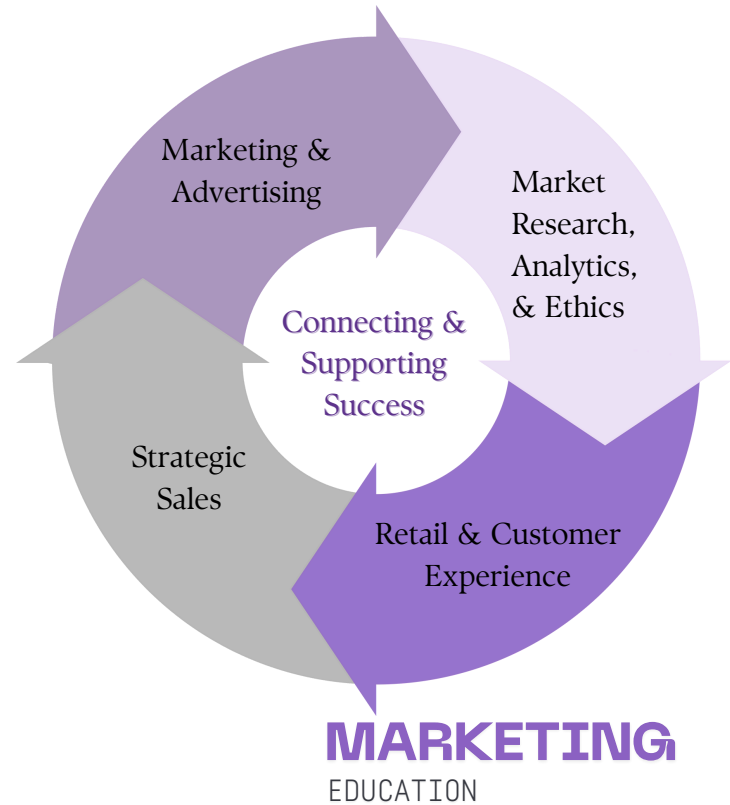 Marketing &
Advertising
Market
Research,
Analytics,
& Ethics
Connecting &
Supporting
Success
Strategic
Sales
Retail & Customer
Experience
MARKETING
EDUCATION